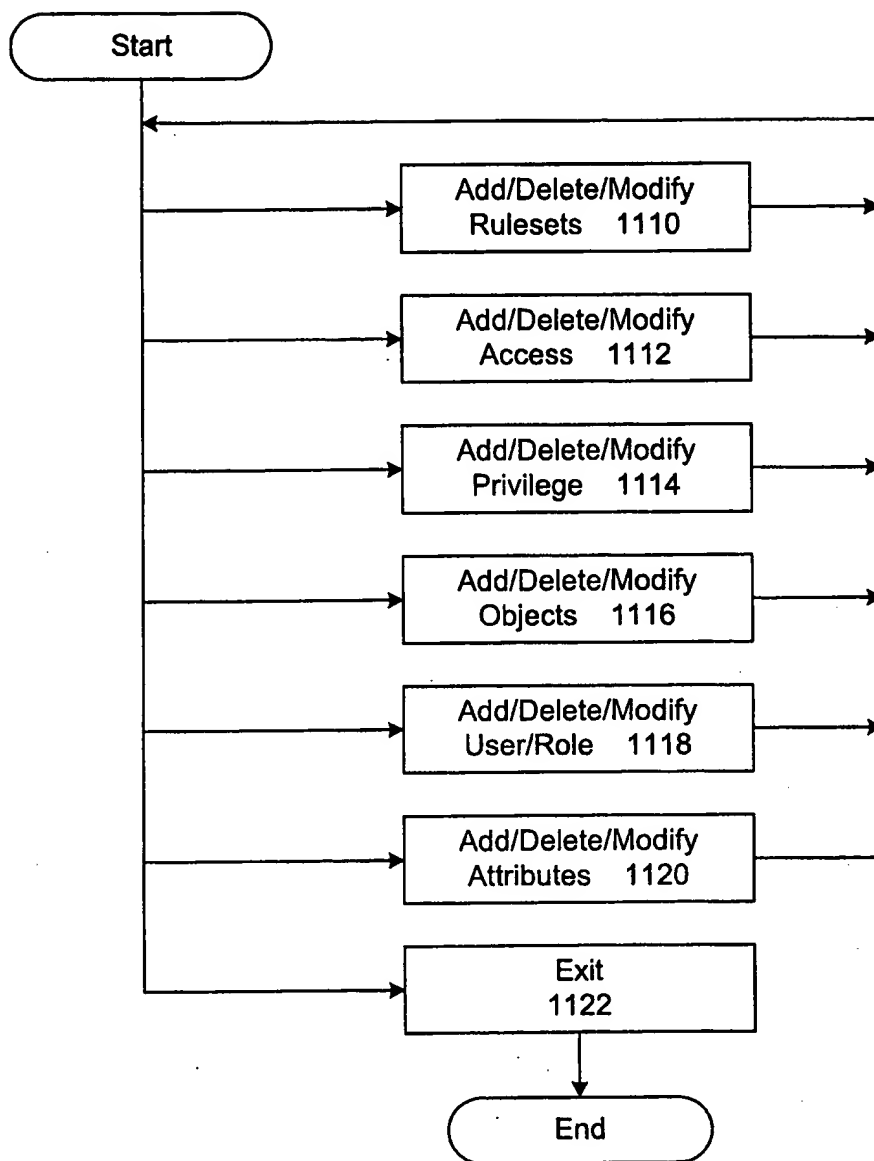 Start
Add/Delete/Modify
Rulesets 1110
Add/Delete/Modify
Access 1112
Add/Delete/Modify
Privilege 1114
Add/Delete/Modify
Objects 1116
Add/Delete/Modify
User/Role 1118
Add/Delete/Modify
Attributes 1120
Exit
1122
End